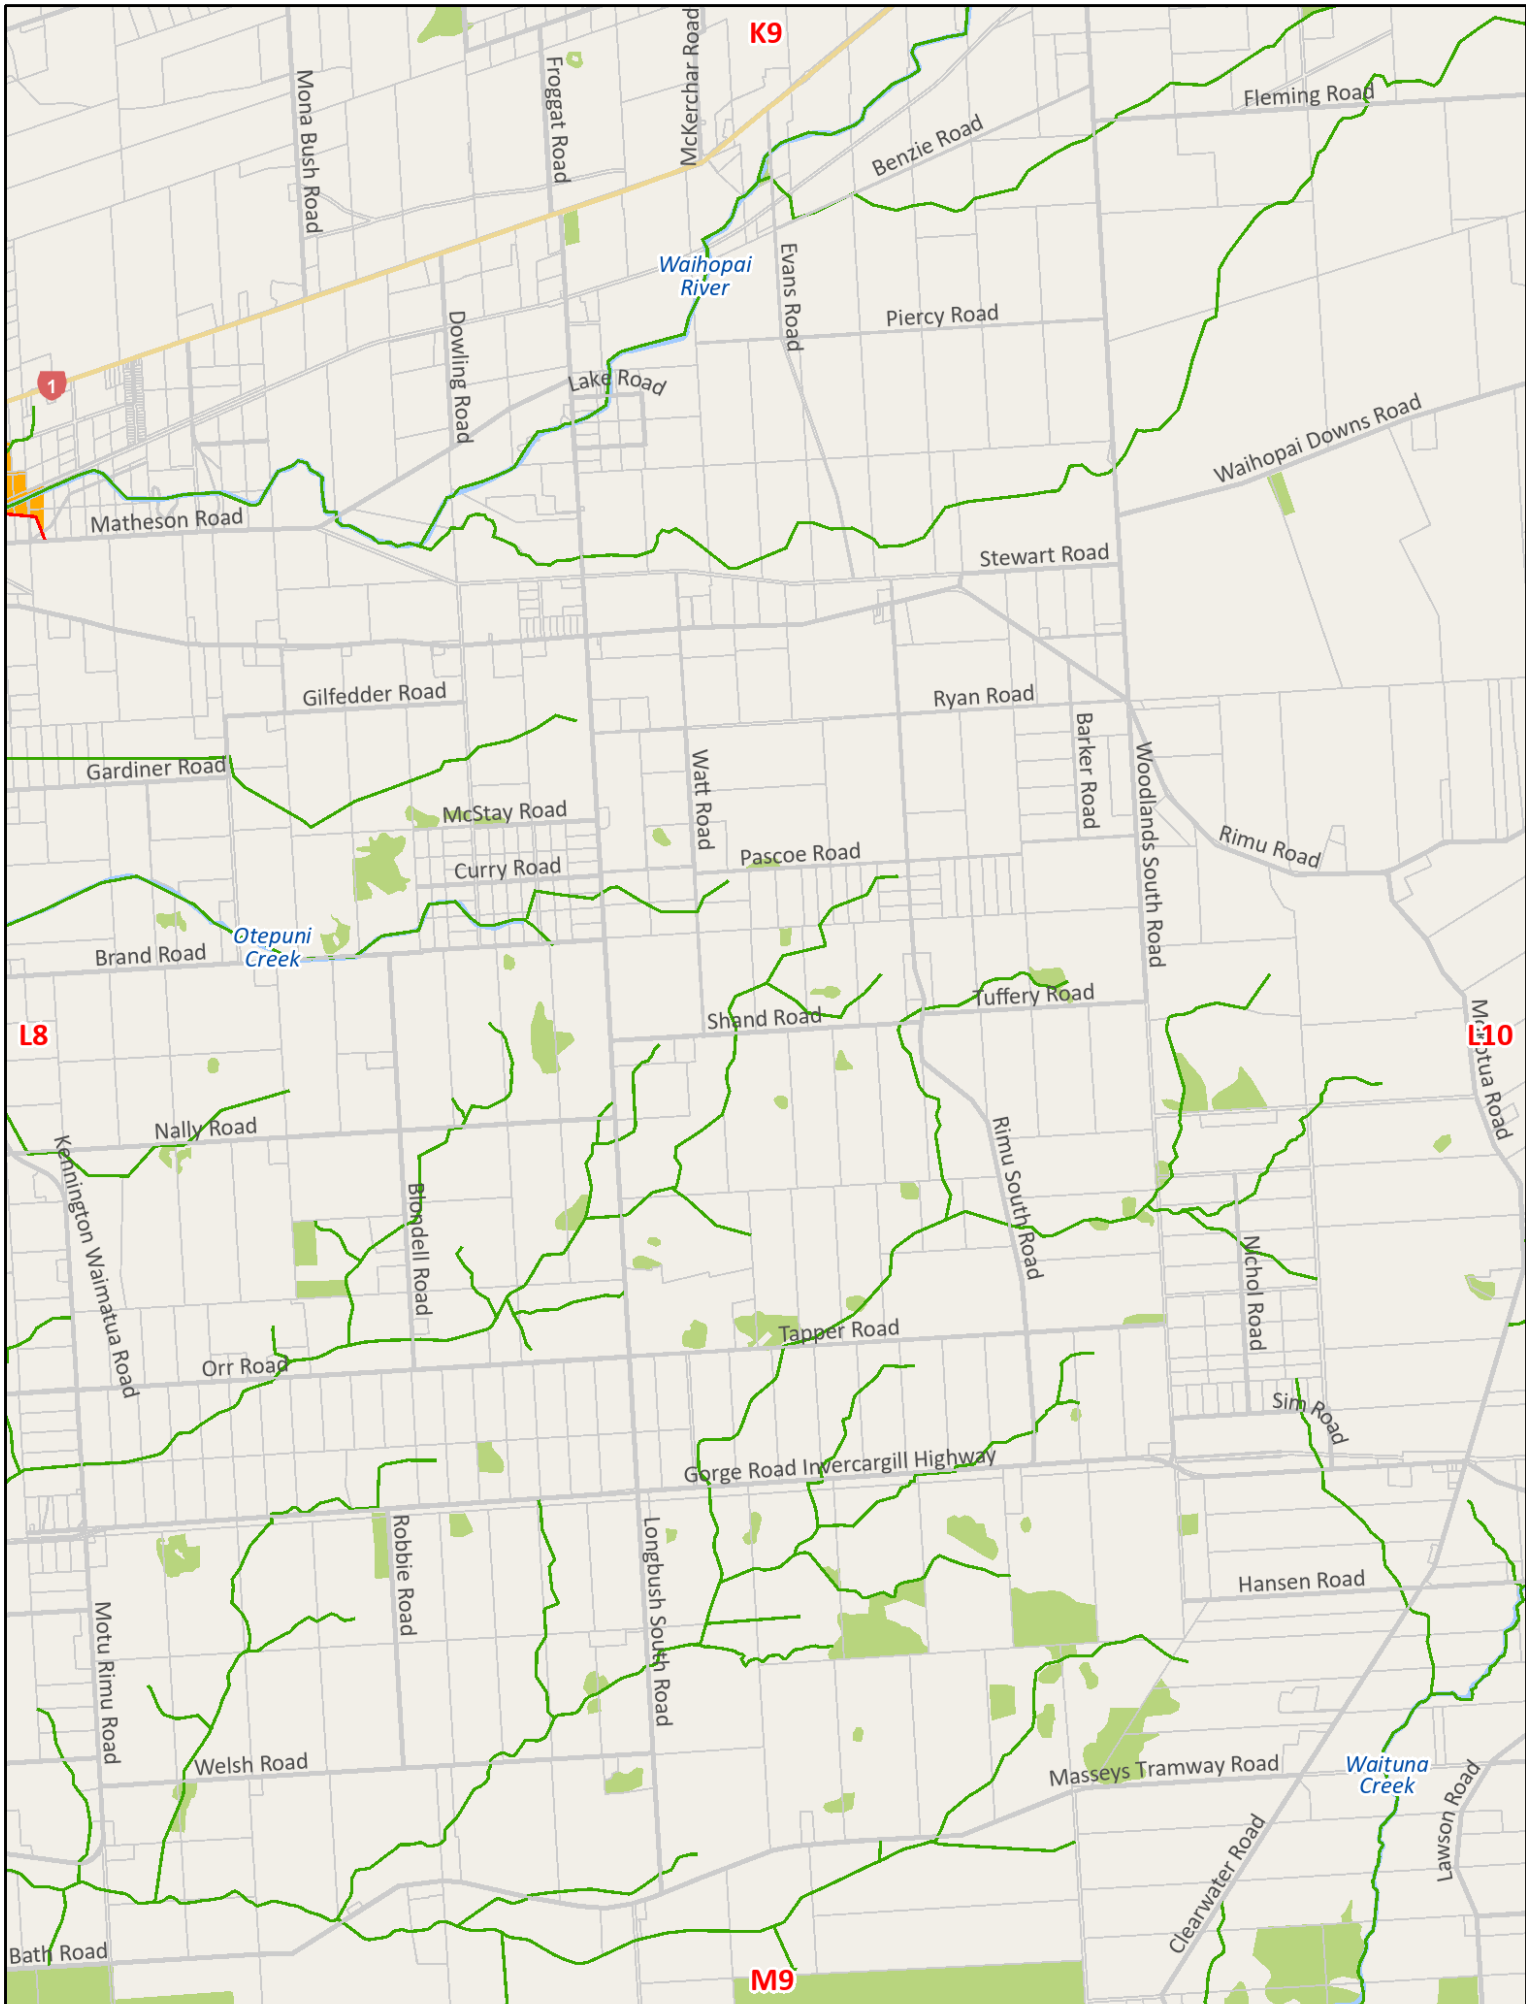 K9
McKerchar Road
Froggat Road
Mona Bush Road
Fleming Road
Benzie Road
Waihopai
River
Evans Road
Piercy Road
Dowling Road
Lake Road
1
Waihopai Downs Road
Matheson Road
Stewart Road
Gilfedder Road
Ryan Road
Barker Road
Woodlands South Road
Gardiner Road
Watt Road
McStay Road
Rimu Road
Pascoe Road
Curry Road
Otepuni
Creek
Brand Road
Tuffery Road
Shand Road
L8
L10
Nally Road
Rimu South Road
Kennington Waimatua Road
Blondell Road
Nichol Road
Tapper Road
Orr Road
Sim Road
Gorge Road Invercargill Highway
Robbie Road
Longbush South Road
Hansen Road
Motu Rimu Road
Welsh Road
Masseys Tramway Road
Waituna
Creek
Lawson Road
Clearwater Road
Bath Road
M9